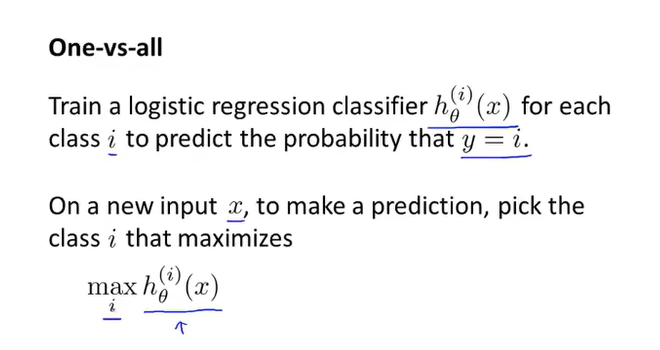 One-vs-all
Train a logistic regression classifier $h_\theta^{(i)}(x)$ for each
class $i$ to predict the probability that $y = i$.
On a new input $x$, to make a prediction, pick the
class $i$ that maximizes
$\max_i h_\theta^{(i)}(x)$